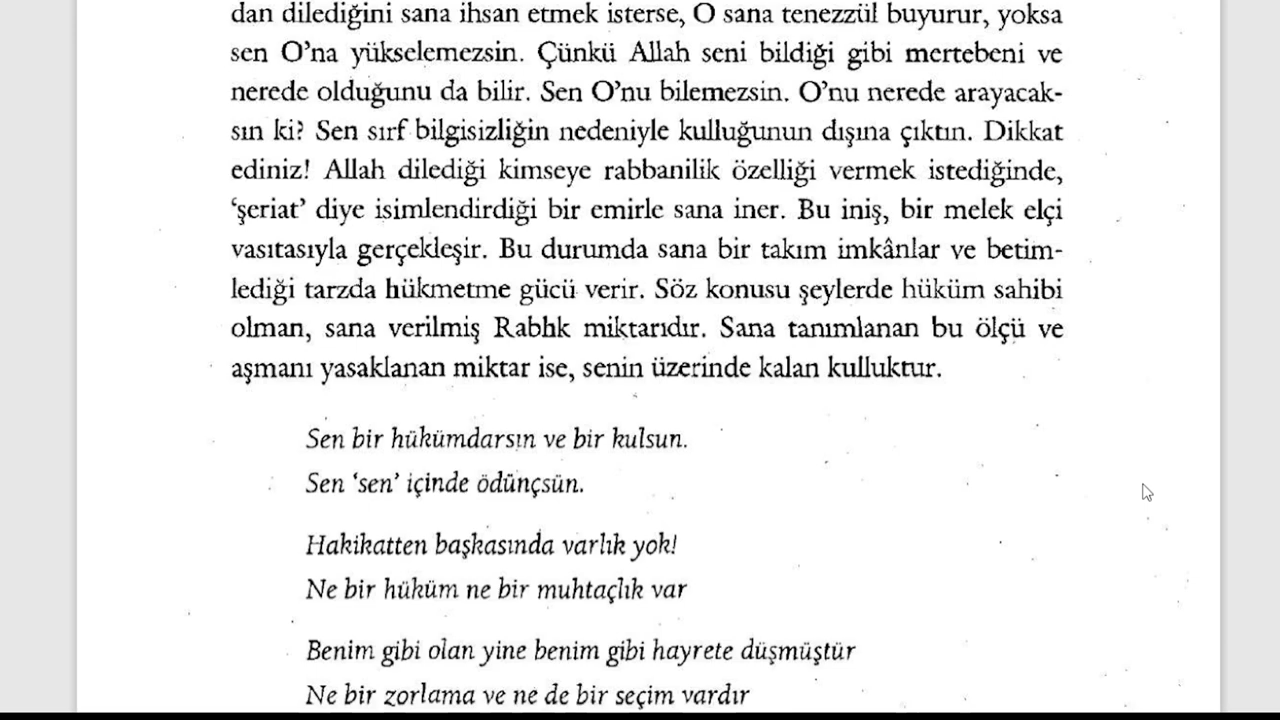 dan dilediğini sana ihsan etmek isterse, O sana tenezzül buyurur, yoksa
sen O’na yükselemezsin. Çünkü Allah seni bildiği gibi mertebeni ve
nerede olduğunu da bilir. Sen O’nu bilemezsin. O’nu nerede arayacak-
sın ki? Sen sırf bilgisizliğin nedeniyle kulluğunun dışına çıktın. Dikkat
ediniz! Allah dilediği kimseye rabbanilik özelliği vermek istediğinde,
‘şeriat’ diye isimlendirdiği bir emirle sana iner. Bu iniş, bir melek elçi
vasıtasıyla gerçekleşir. Bu durumda sana bir takım imkânlar ve betim-
lediği tarzda hükmetme gücü verir. Söz konusu şeylerde hüküm sahibi
olman, sana verilmiş Rablık miktarıdır. Sana tanımlanan bu ölçü ve
aşmanı yasaklanan miktar ise, senin üzerinde kalan kulluktur.
Sen bir hükümdarsın ve bir kulsun.
Sen ‘sen’ içinde ödünçsün.
Hakikatten başkasında varlık yok!
Ne bir hüküm ne bir muhtaçlık var
Benim gibi olan yine benim gibi hayrete düşmüştür
Ne bir zorlama ve ne de bir seçim vardır